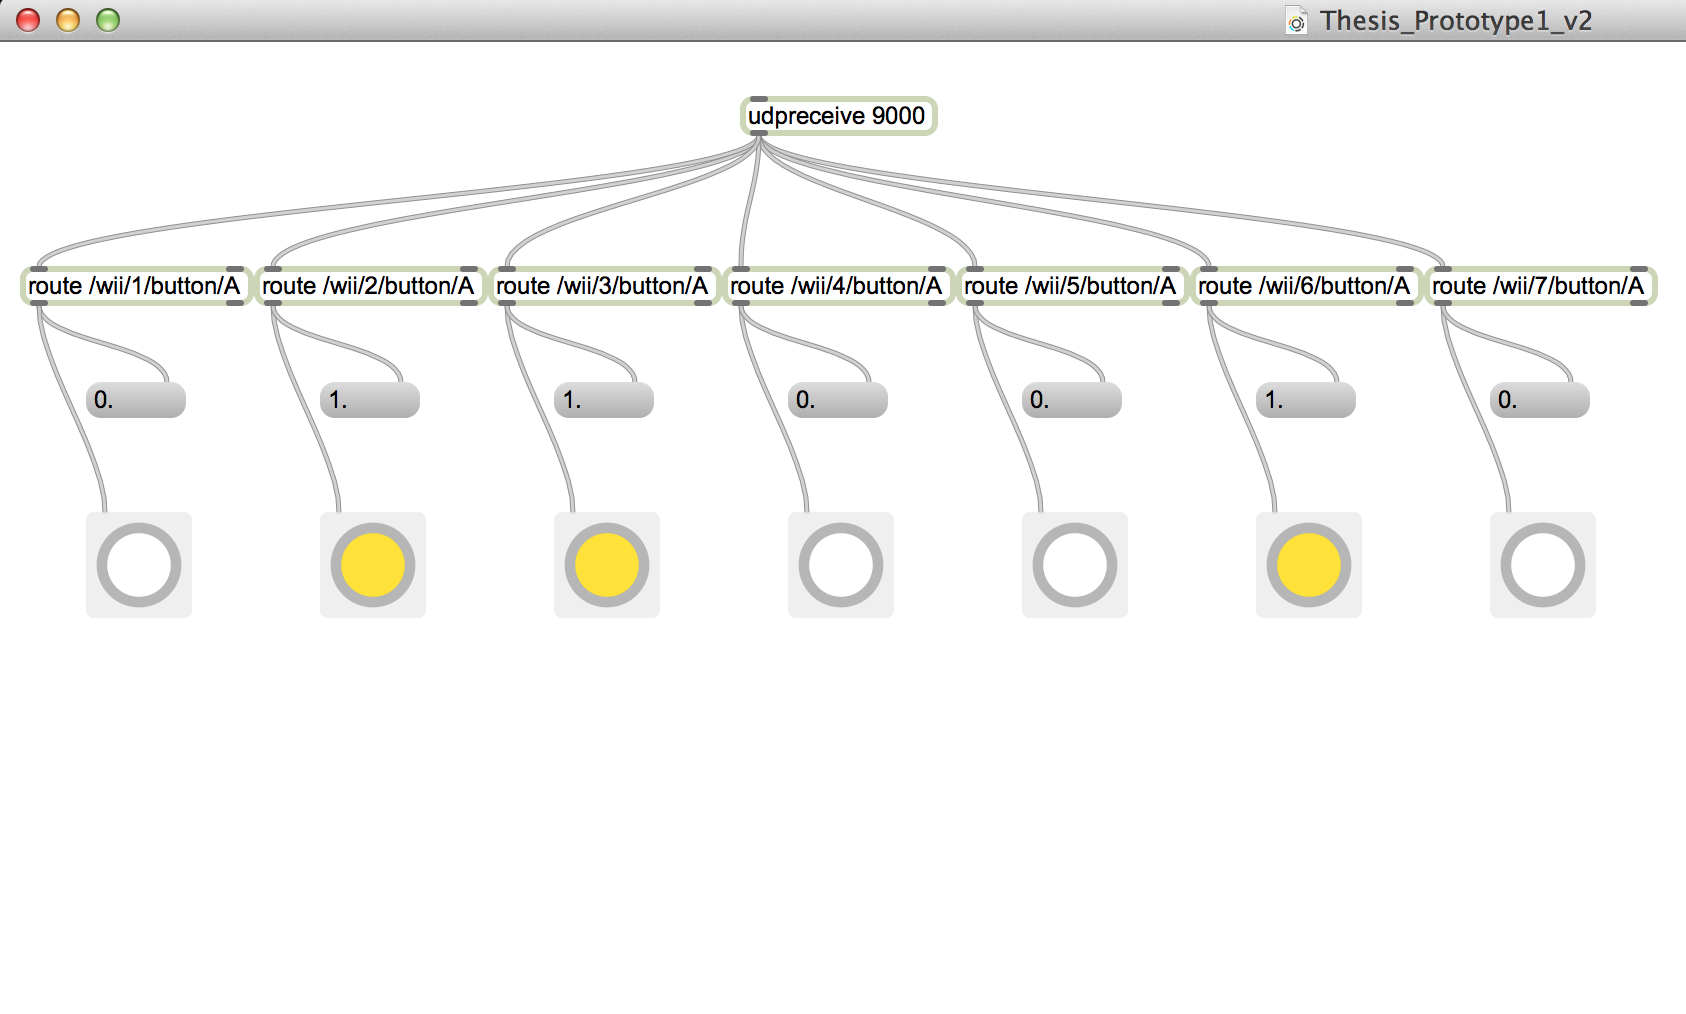 Thesis_Prototype1_v2
udpreceive 9000
route /wii/1/button/A
route /wii/2/button/A
route /wii/3/button/A
route /wii/4/button/A
route /wii/5/button/A
route /wii/6/button/A
route /wii/7/button/A
0.
1.
1.
0.
0.
1.
0.